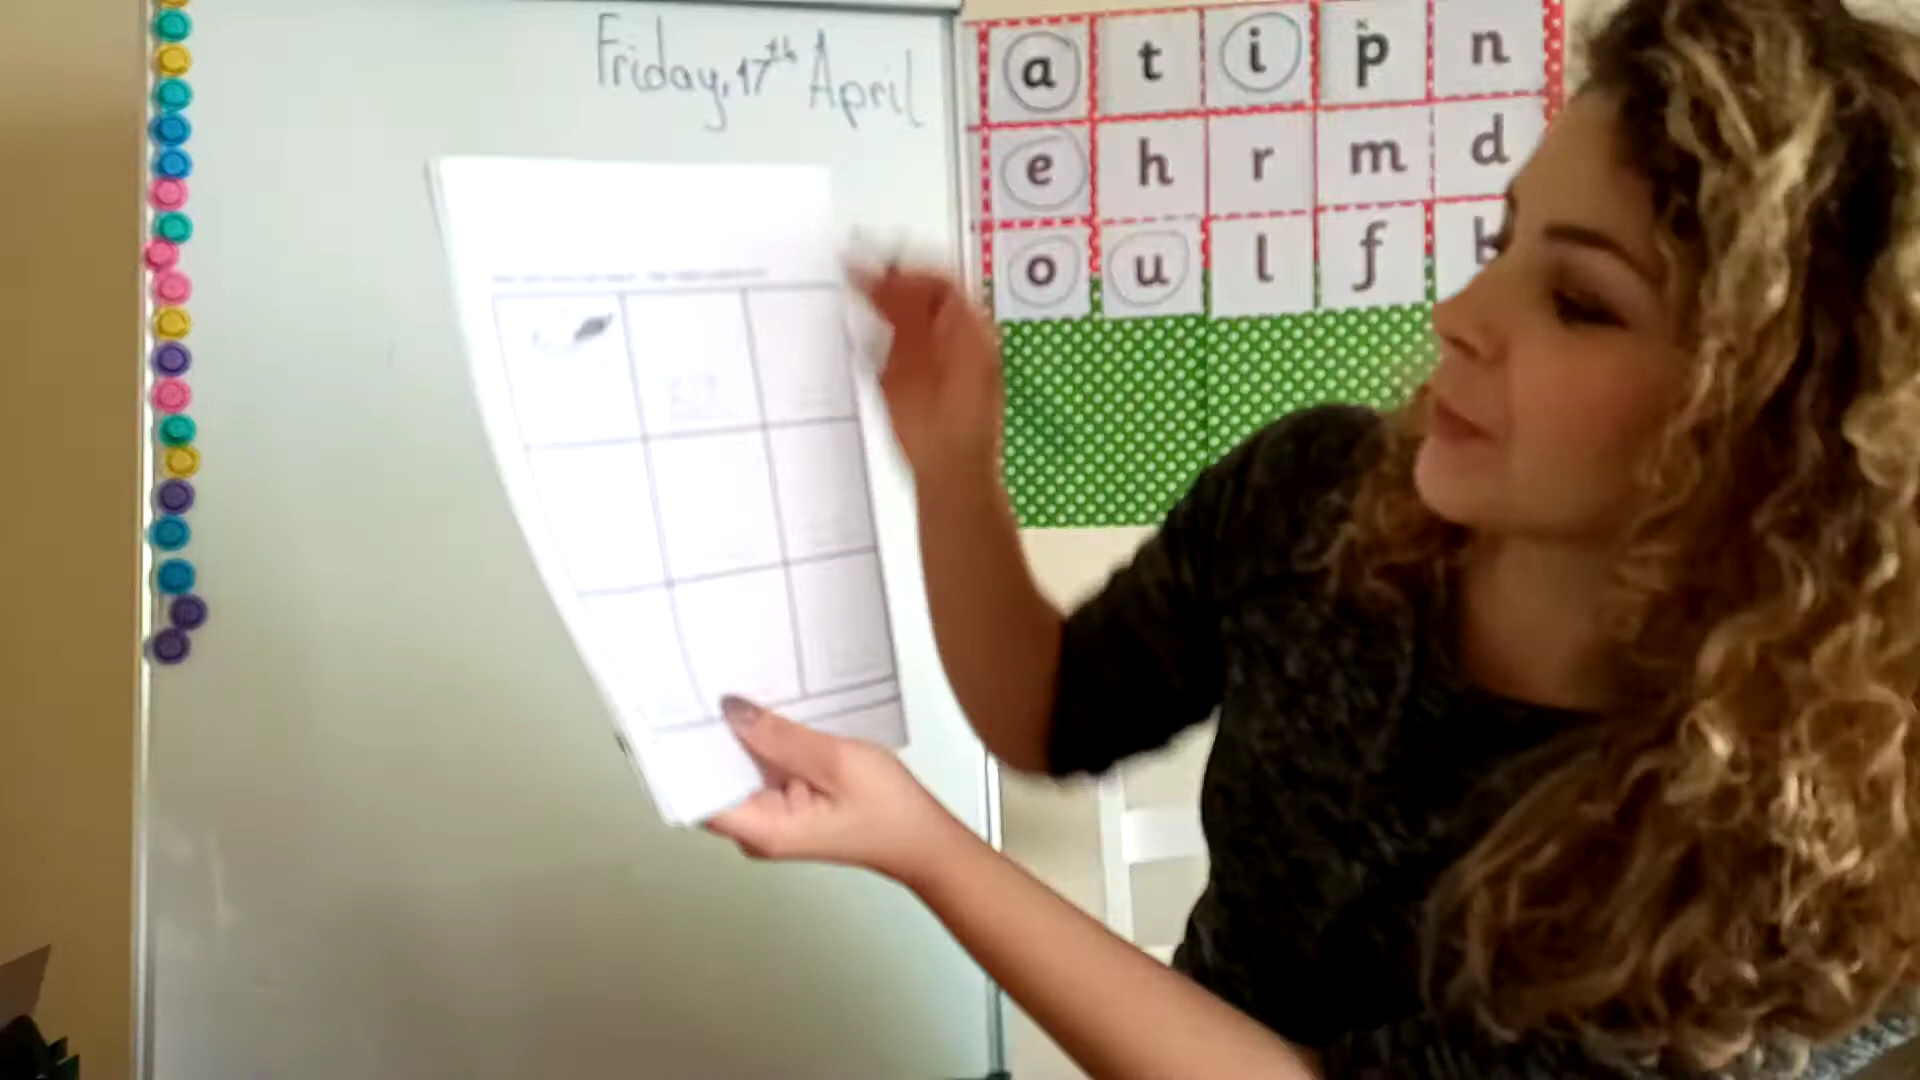 Friday, 17th April
a t i p n
e h r m d
o u l f